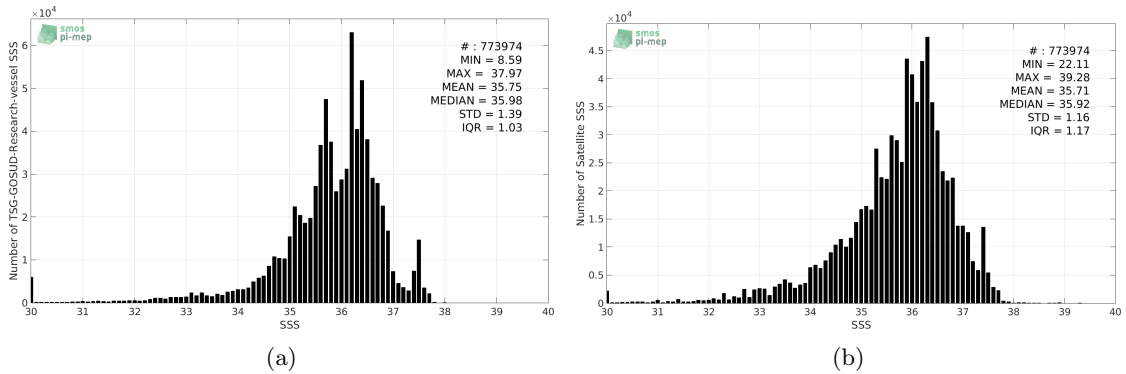 ×10⁴
smos
pi-mep
# : 773974
MIN = 8.59
MAX = 37.97
MEAN = 35.75
MEDIAN = 35.98
STD = 1.39
IQR = 1.03
Number of TSG-GOSUD-Research-vessel SSS
6
5
4
3
2
1
0
30 31 32 33 34 35 36 37 38 39 40
SSS
(a)
×10⁴
smos
pi-mep
# : 773974
MIN = 22.11
MAX = 39.28
MEAN = 35.71
MEDIAN = 35.92
STD = 1.16
IQR = 1.17
Number of Satellite SSS
4.5
4
3.5
3
2.5
2
1.5
1
0.5
0
30 31 32 33 34 35 36 37 38 39 40
SSS
(b)